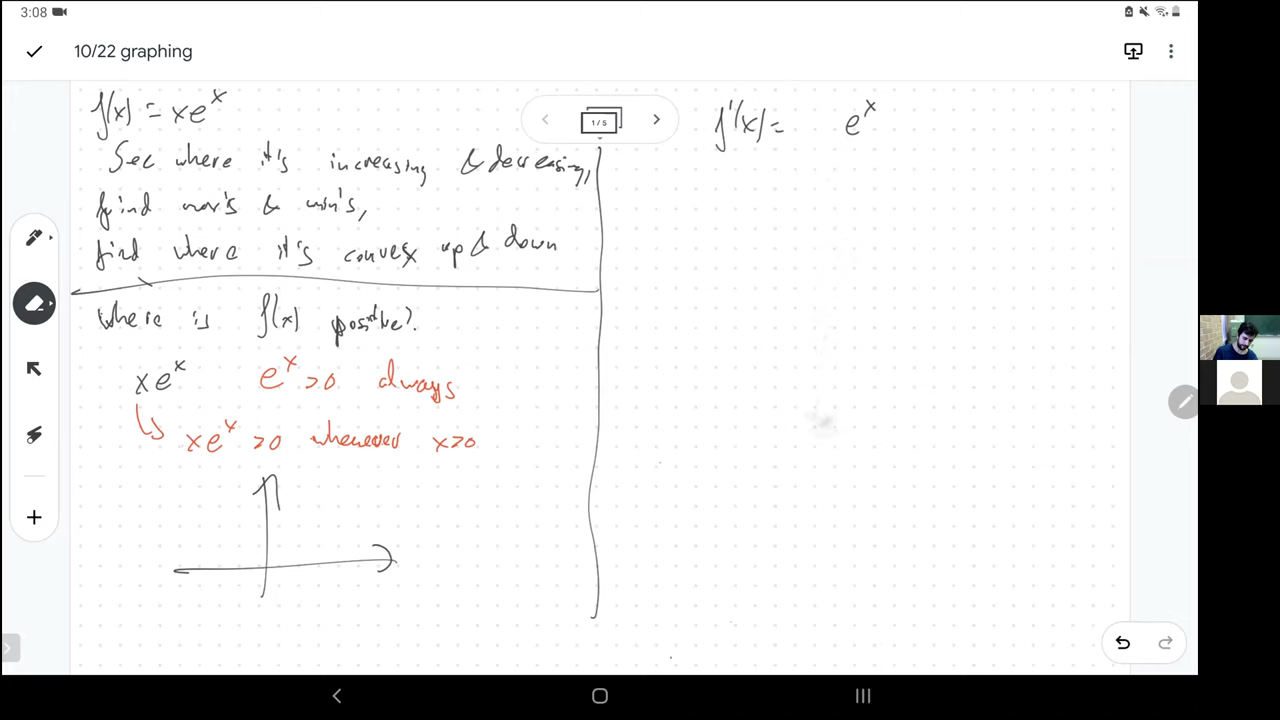 3:08
10/22 graphing
f(x) = xe^x
See where it's increasing & decreasing,
find max's & min's,
find where it's convex up & down
where is f(x) positive?
xe^x e^x >0 always
↳ xe^x >0 whenever x>0
1/5
f'(x)= e^x